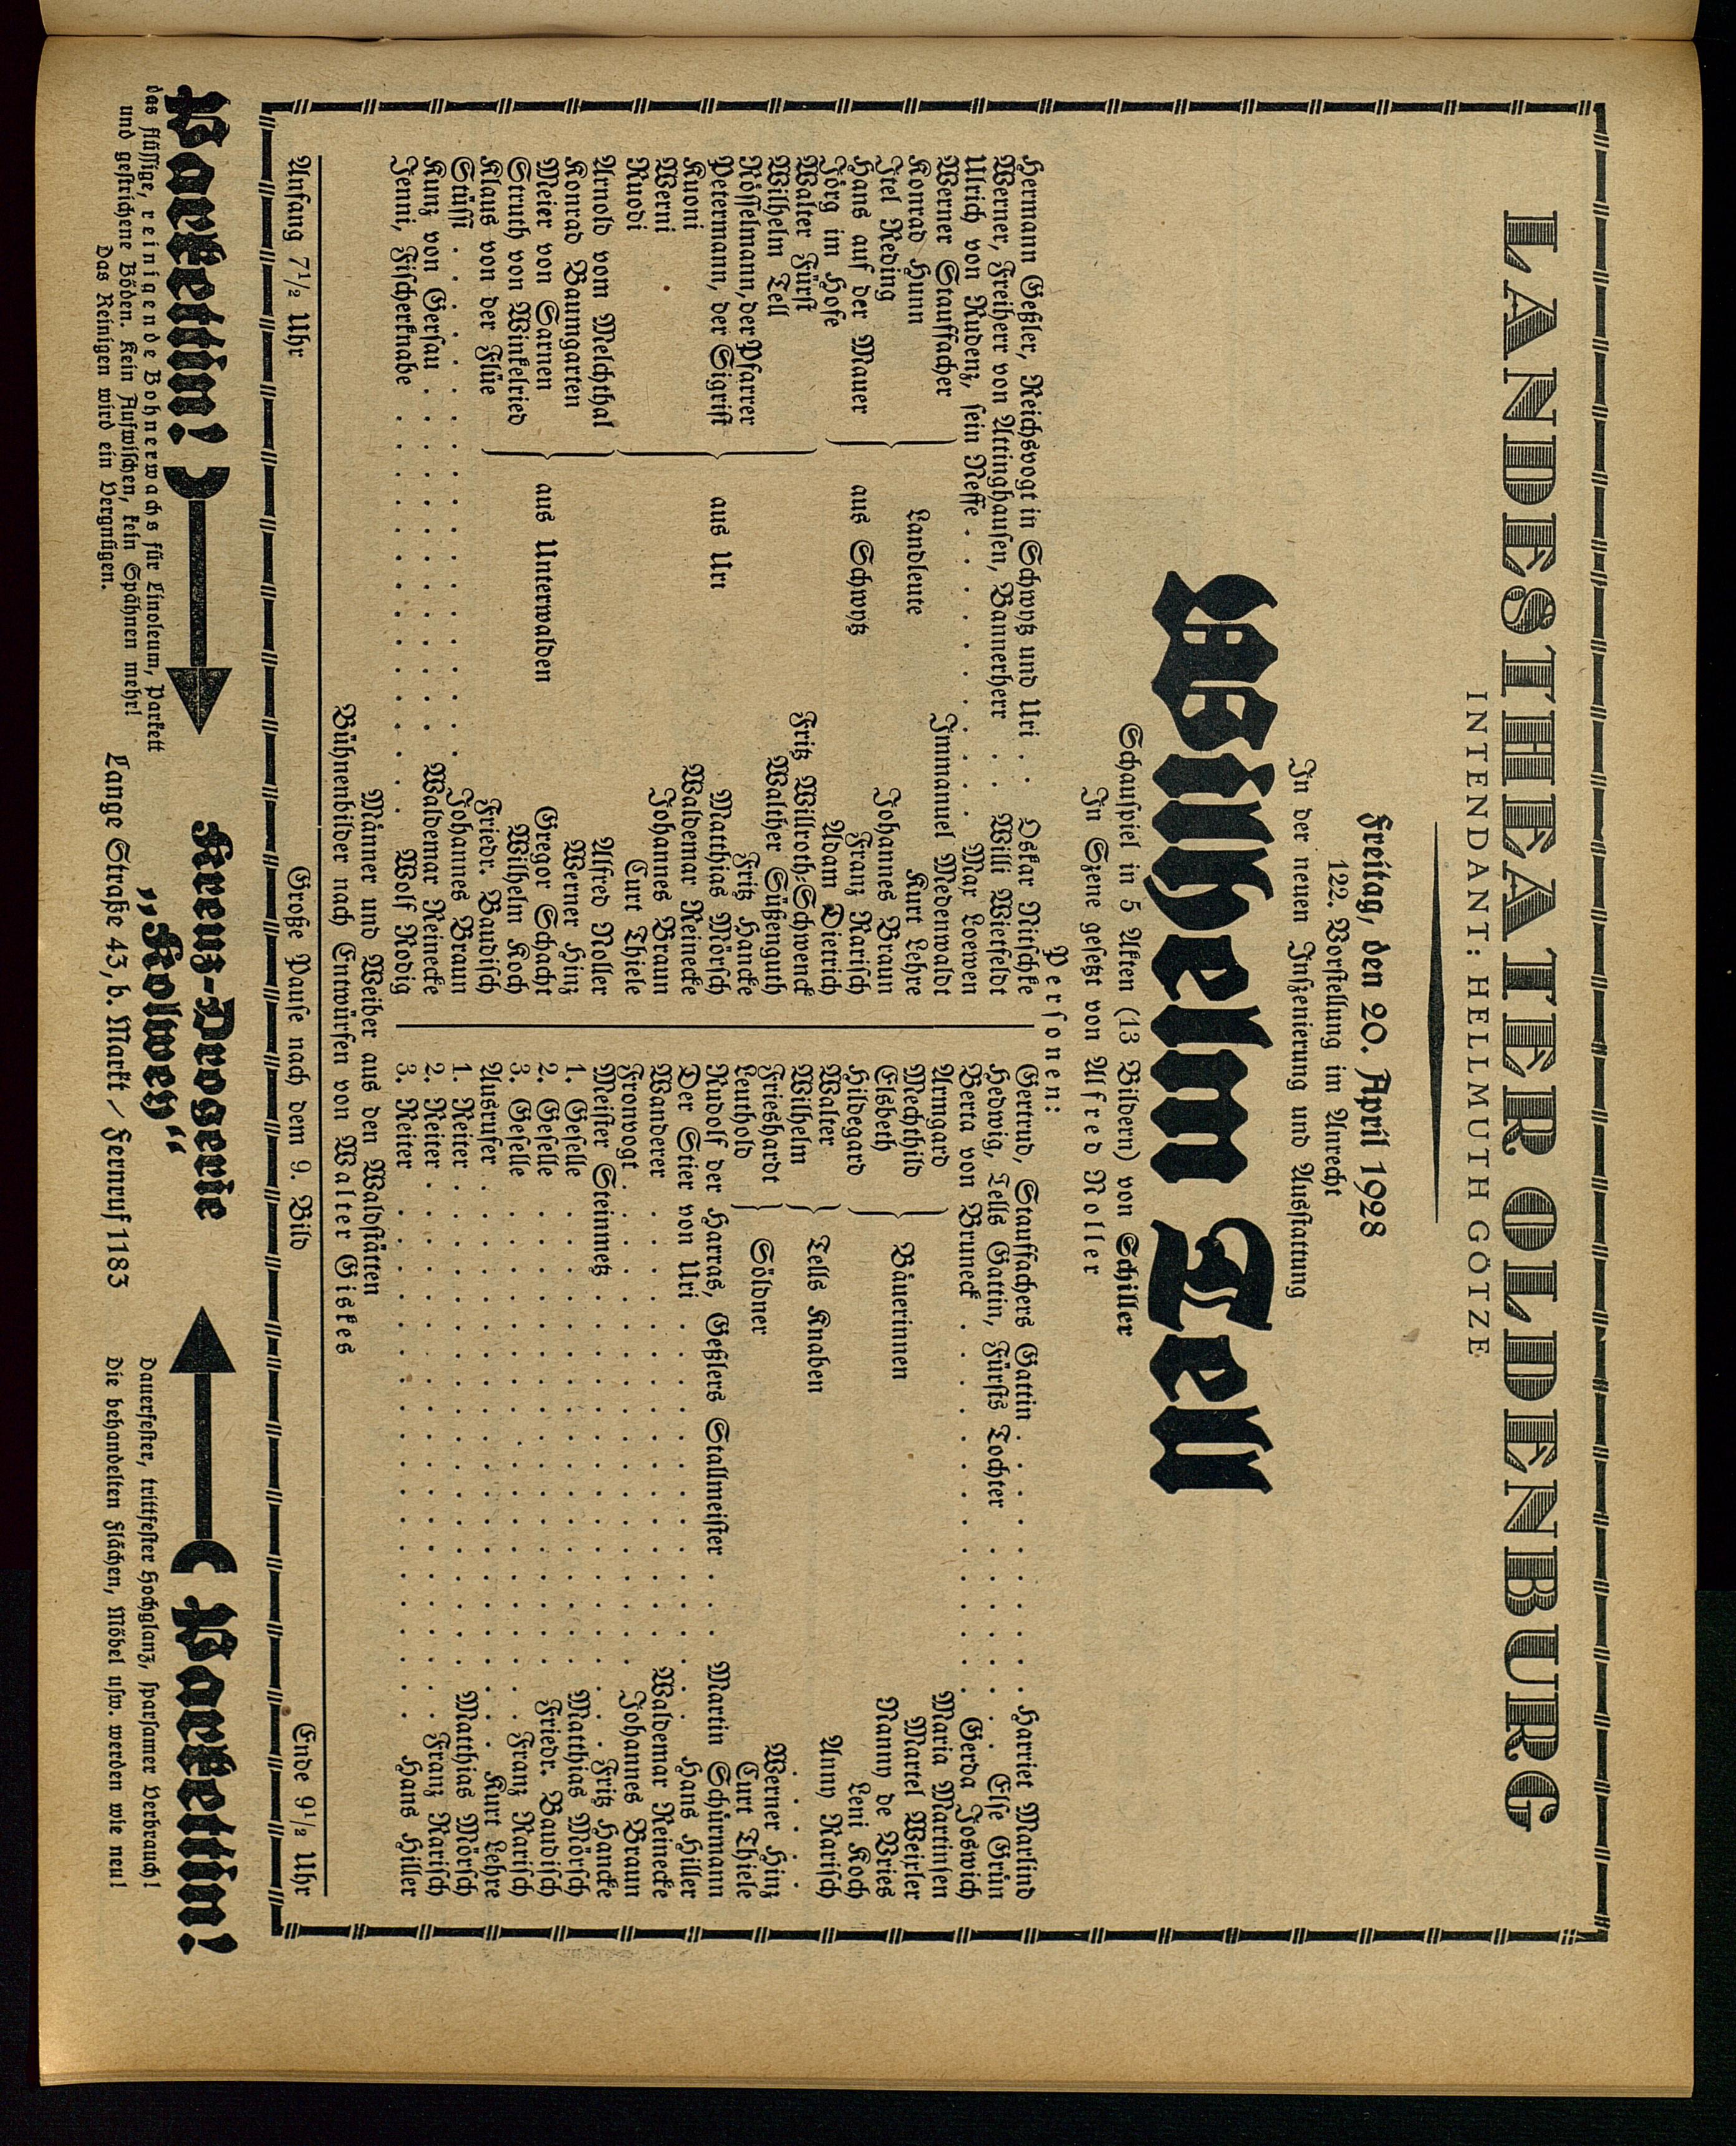 LANDESTHEATER OLDENBURG
INTENDANT: HELLMUTH GÖTZE
Freitag, den 20. April 1928
122. Vorstellung im Anrecht
In der neuen Inszenierung und Ausstattung
Wilhelm Tell
Schauspiel in 5 Akten (13 Bildern) von Schiller
In Szene gesetzt von Alfred Noller
Personen:
Hermann Geßler, Reichsvogt in Schwytz und Uri . . Oskar Nitschke
Werner, Freiherr von Attinghausen, Bannerherr . . Willi Wietfeldt
Ulrich von Rudenz, sein Neffe . . . . . . . . . . Max Loewen
Werner Stauffacher Immanuel Medenwaldt
Konrad Hunn Landleute Kurt Lehre
Itel Reding Johannes Braun
Hans auf der Mauer aus Schwytz Franz Rarisch
Jörg im Hofe Adam Dietrich
Walter Fürst Fritz Willroth-Schwenck
Wilhelm Tell Walther Süßenguth
Rösselmann, der Pfarrer Fritz Hancke
Petermann, der Sigrist aus Uri Matthias Mörsch
Kuoni Waldemar Reinecke
Werni Johannes Braun
Ruodi Curt Thiele
Arnold vom Melchthal Alfred Noller
Konrad Baumgarten Werner Hinz
Meier von Sarnen aus Unterwalden Gregor Schacht
Struth von Winkelried Wilhelm Koch
Klaus von der Flüe Friedr. Baudisch
Stüssi . . . . . . . . . . . . . . . . . . . Johannes Braun
Kunz von Gersau . . . . . . . . . . . . . . Waldemar Reinecke
Jenni, Fischerknabe . . . . . . . . . . . . . . . Wolf Rodig
Gertrud, Stauffachers Gattin . . . . . . . . . . Harriet Marlind
Hedwig, Tells Gattin, Fürsts Tochter . . . . . . . Else Grün
Berta von Bruneck . . . . . . . . . . . . . . Gerda Joswich
Armgard Maria Martinsen
Mechthild Bäuerinnen Martel Weixler
Elsbeth Nanny de Vries
Hildegard Leni Koch
Walter Tells Knaben Anny Rarisch
Wilhelm . . . . .
Frießhardt Söldner Werner Hinz
Leuthold Curt Thiele
Rudolf der Harras, Geßlers Stallmeister . . . Martin Schürmann
Der Stier von Uri . . . . . . . . . . . . . . Hans Hiller
Wanderer . . . . . . . . . . . . . . . . . Waldemar Reinecke
Fronvogt . . . . . . . . . . . . . . . . . . Johannes Braun
Meister Steinmetz . . . . . . . . . . . . . . . Fritz Hancke
1. Geselle . . . . . . . . . . . . . . . . . Matthias Mörsch
2. Geselle . . . . . . . . . . . . . . . . . Friedr. Baudisch
3. Geselle . . . . . . . . . . . . . . . . . . Franz Rarisch
Ausrufer . . . . . . . . . . . . . . . . . . . Kurt Lehre
1. Reiter . . . . . . . . . . . . . . . . . . Matthias Mörsch
2. Reiter . . . . . . . . . . . . . . . . . . Franz Rarisch
3. Reiter . . . . . . . . . . . . . . . . . . . Hans Hiller
Männer und Weiber aus den Waldstätten
Bühnenbilder nach Entwürfen von Walter Giskes
Anfang 7½ Uhr Große Pause nach dem 9. Bild Ende 9½ Uhr
Parkettin!
das flüssige, reinigende Bohnerwachs für Linoleum, Parkett
und gestrichene Böden. Kein Aufwischen, kein Spähnen mehr!
Das Reinigen wird ein Vergnügen.
Kreuz-Drogerie
„Kolwey“
Lange Straße 43, b. Markt / Fernruf 1183
Parkettin!
Dauerfester, trittfester Hochglanz, sparsamer Verbrauch!
Die behandelten Flächen, Möbel usw. werden wie neu!